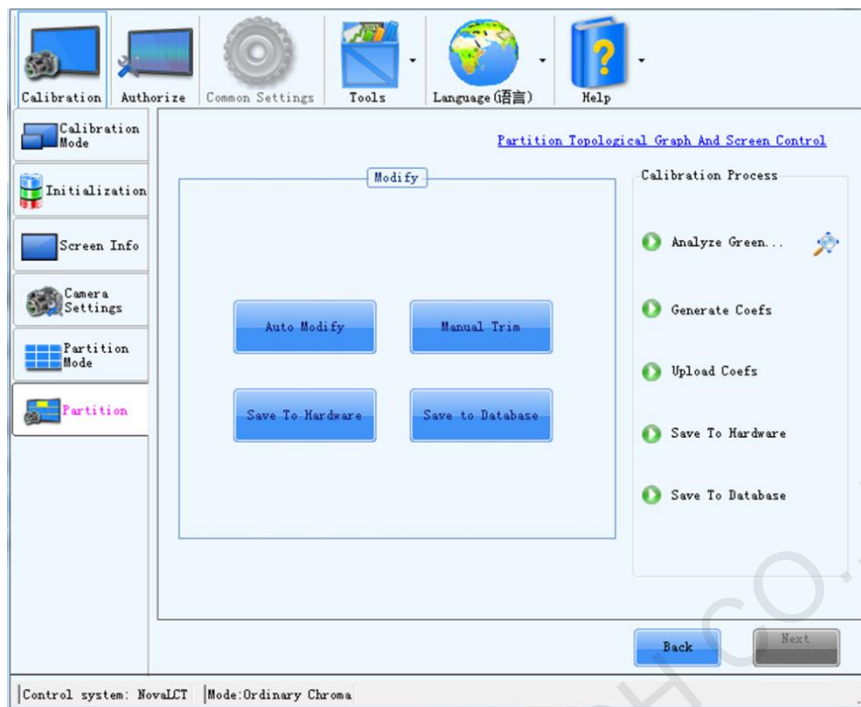 Calibration
Authorize
Common Settings
Tools
Language(语言)
Help
Calibration
Mode
Initialization
Screen Info
Camera
Settings
Partition
Mode
Partition
Partition Topological Graph And Screen Control
Modify
Auto Modify
Manual Trim
Save To Hardware
Save to Database
Calibration Process
Analyze Green...
Generate Coefs
Upload Coefs
Save To Hardware
Save To Database
Back
Next
Control system: NovaLCT
Mode:Ordinary Chroma
CH CO.,